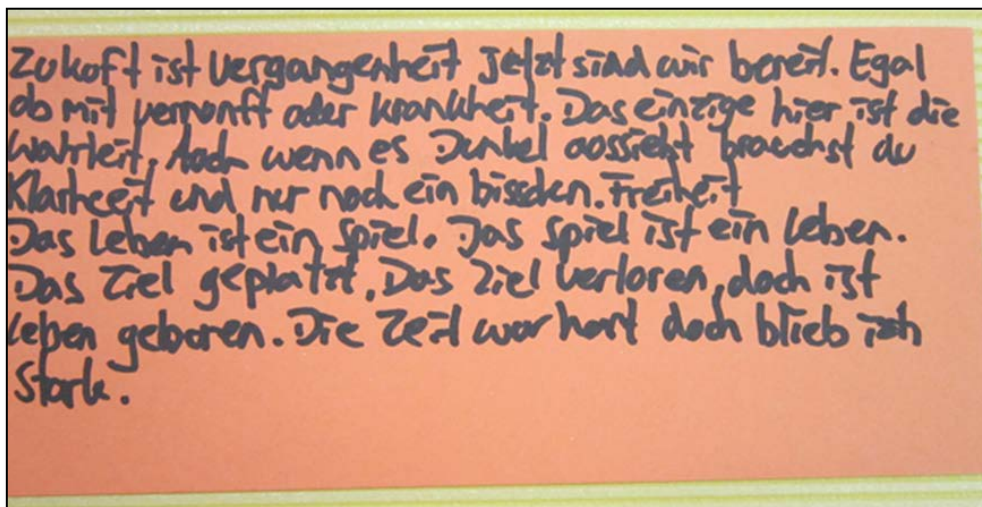 Zukoft ist Vergangenheit Jetzt sind wir bereit. Egal
ob mit vernunft oder krankheit. Das einzige hier ist die
Wahrheit. Auch wenn es Dunkel aussieht brauchst du
Klarheeit und nur noch ein bisschen. Freiheit
Das Leben ist ein Spiel. Das Spiel ist ein Leben.
Das Ziel geplatzt. Das Ziel verloren, doch ist
Leben geboren. Die Zeit war hart doch blieb ich
Stark.